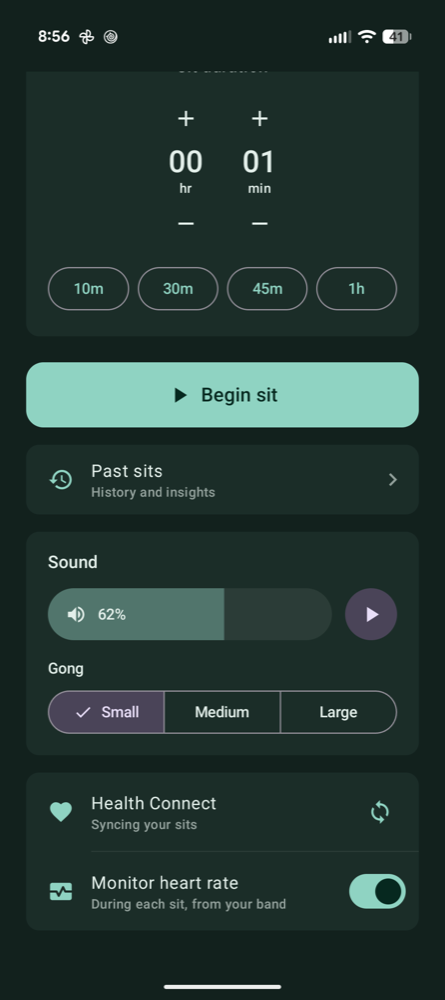 8:56
41
+ +
00 01
hr min
− −
10m 30m 45m 1h
Begin sit
Past sits
History and insights
Sound
62%
Gong
Small Medium Large
Health Connect
Syncing your sits
Monitor heart rate
During each sit, from your band